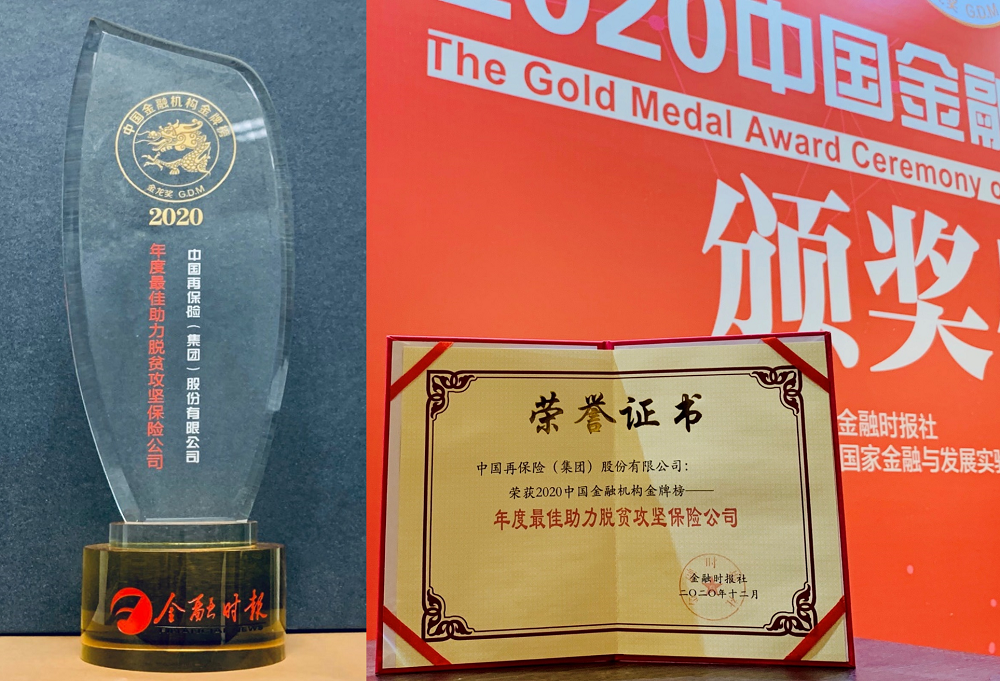 中国金融机构金牌榜
金龙奖 G.D.M
2020
中国再保险（集团）股份有限公司
年度最佳助力脱贫攻坚保险公司
金融时报
2020中国金融
The Gold Medal Award Ceremony
颁奖
金融时报社
国家金融与发展实验
荣誉证书
中国再保险（集团）股份有限公司：
荣获2020中国金融机构金牌榜——
年度最佳助力脱贫攻坚保险公司
金融时报社
二〇二〇年十二月